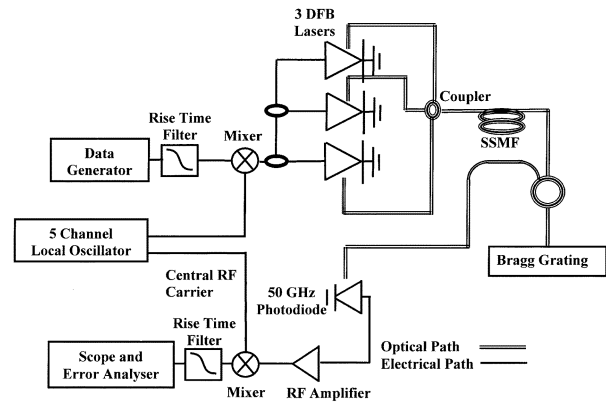 3 DFB
Lasers
Coupler
SSMF
Rise Time
Filter
Mixer
Data
Generator
5 Channel
Local Oscillator
Bragg Grating
Central RF
Carrier
50 GHz
Photodiode
Rise Time
Filter
Optical Path
Electrical Path
Scope and
Error Analyser
Mixer
RF Amplifier